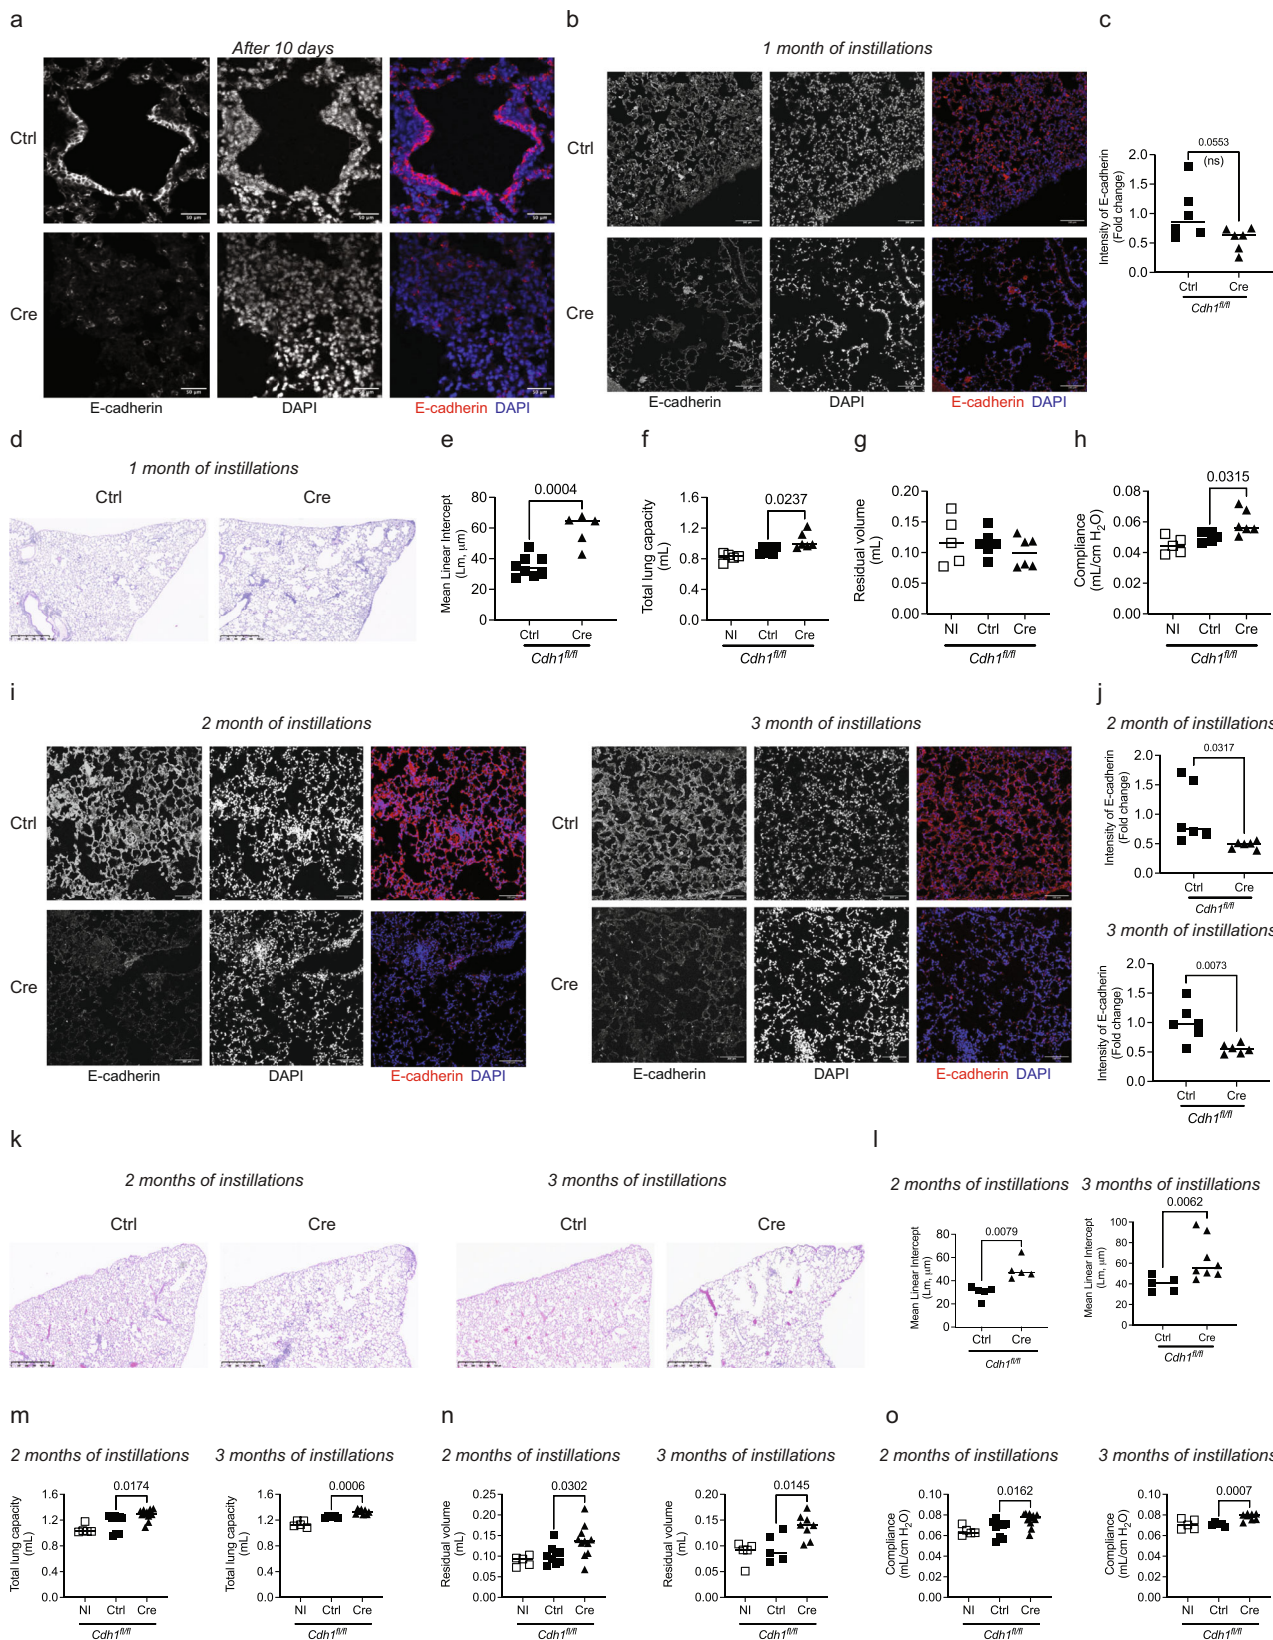 a
After 10 days
Ctrl
50 µm
50 µm
50 µm
Cre
50 µm
50 µm
50 µm
E-cadherin
DAPI
E-cadherin DAPI
b
1 month of instillations
Ctrl
Cre
E-cadherin
DAPI
E-cadherin DAPI
c
Intensity of E-cadherin
(Fold change)
2.0
1.5
1.0
0.5
0.0
0.0553
(ns)
Ctrl
Cre
Cdh1fl/fl
d
1 month of instillations
Ctrl
Cre
e
Mean Linear Intercept
(Lm, µm)
80
60
40
20
0
0.0004
Ctrl
Cre
Cdh1fl/fl
f
Total lung capacity
(mL)
1.6
1.2
0.8
0.4
0.0
0.0237
NI
Ctrl
Cre
Cdh1fl/fl
g
Residual volume
(mL)
0.20
0.15
0.10
0.05
0.00
NI
Ctrl
Cre
Cdh1fl/fl
h
Compliance
(mL/cm H2O)
0.08
0.06
0.04
0.02
0.00
0.0315
NI
Ctrl
Cre
Cdh1fl/fl
i
2 month of instillations
Ctrl
Cre
E-cadherin
DAPI
E-cadherin DAPI
3 month of instillations
Ctrl
Cre
E-cadherin
DAPI
E-cadherin DAPI
j
2 month of instillations
Intensity of E-cadherin
(Fold change)
2.0
1.5
1.0
0.5
0.0
0.0317
Ctrl
Cre
Cdh1fl/fl
3 month of instillations
Intensity of E-cadherin
(Fold change)
2.0
1.5
1.0
0.5
0.0
0.0073
Ctrl
Cre
Cdh1fl/fl
k
2 months of instillations
Ctrl
Cre
3 months of instillations
Ctrl
Cre
l
2 months of instillations
Mean Linear Intercept
(Lm, µm)
80
60
40
20
0
0.0079
Ctrl
Cre
Cdh1fl/fl
3 months of instillations
Mean Linear Intercept
(Lm, µm)
100
80
60
40
20
0
0.0062
Ctrl
Cre
Cdh1fl/fl
m
2 months of instillations
Total lung capacity
(mL)
1.6
1.2
0.8
0.4
0.0
0.0174
NI
Ctrl
Cre
Cdh1fl/fl
3 months of instillations
Total lung capacity
(mL)
1.6
1.2
0.8
0.4
0.0
0.0006
NI
Ctrl
Cre
Cdh1fl/fl
n
2 months of instillations
Residual volume
(mL)
0.25
0.20
0.15
0.10
0.05
0.00
0.0302
NI
Ctrl
Cre
Cdh1fl/fl
3 months of instillations
Residual volume
(mL)
0.20
0.15
0.10
0.05
0.00
0.0145
NI
Ctrl
Cre
Cdh1fl/fl
o
2 months of instillations
Compliance
(mL/cm H2O)
0.10
0.08
0.06
0.04
0.02
0.00
0.0162
NI
Ctrl
Cre
Cdh1fl/fl
3 months of instillations
Compliance
(mL/cm H2O)
0.10
0.08
0.06
0.04
0.02
0.00
0.0007
NI
Ctrl
Cre
Cdh1fl/fl